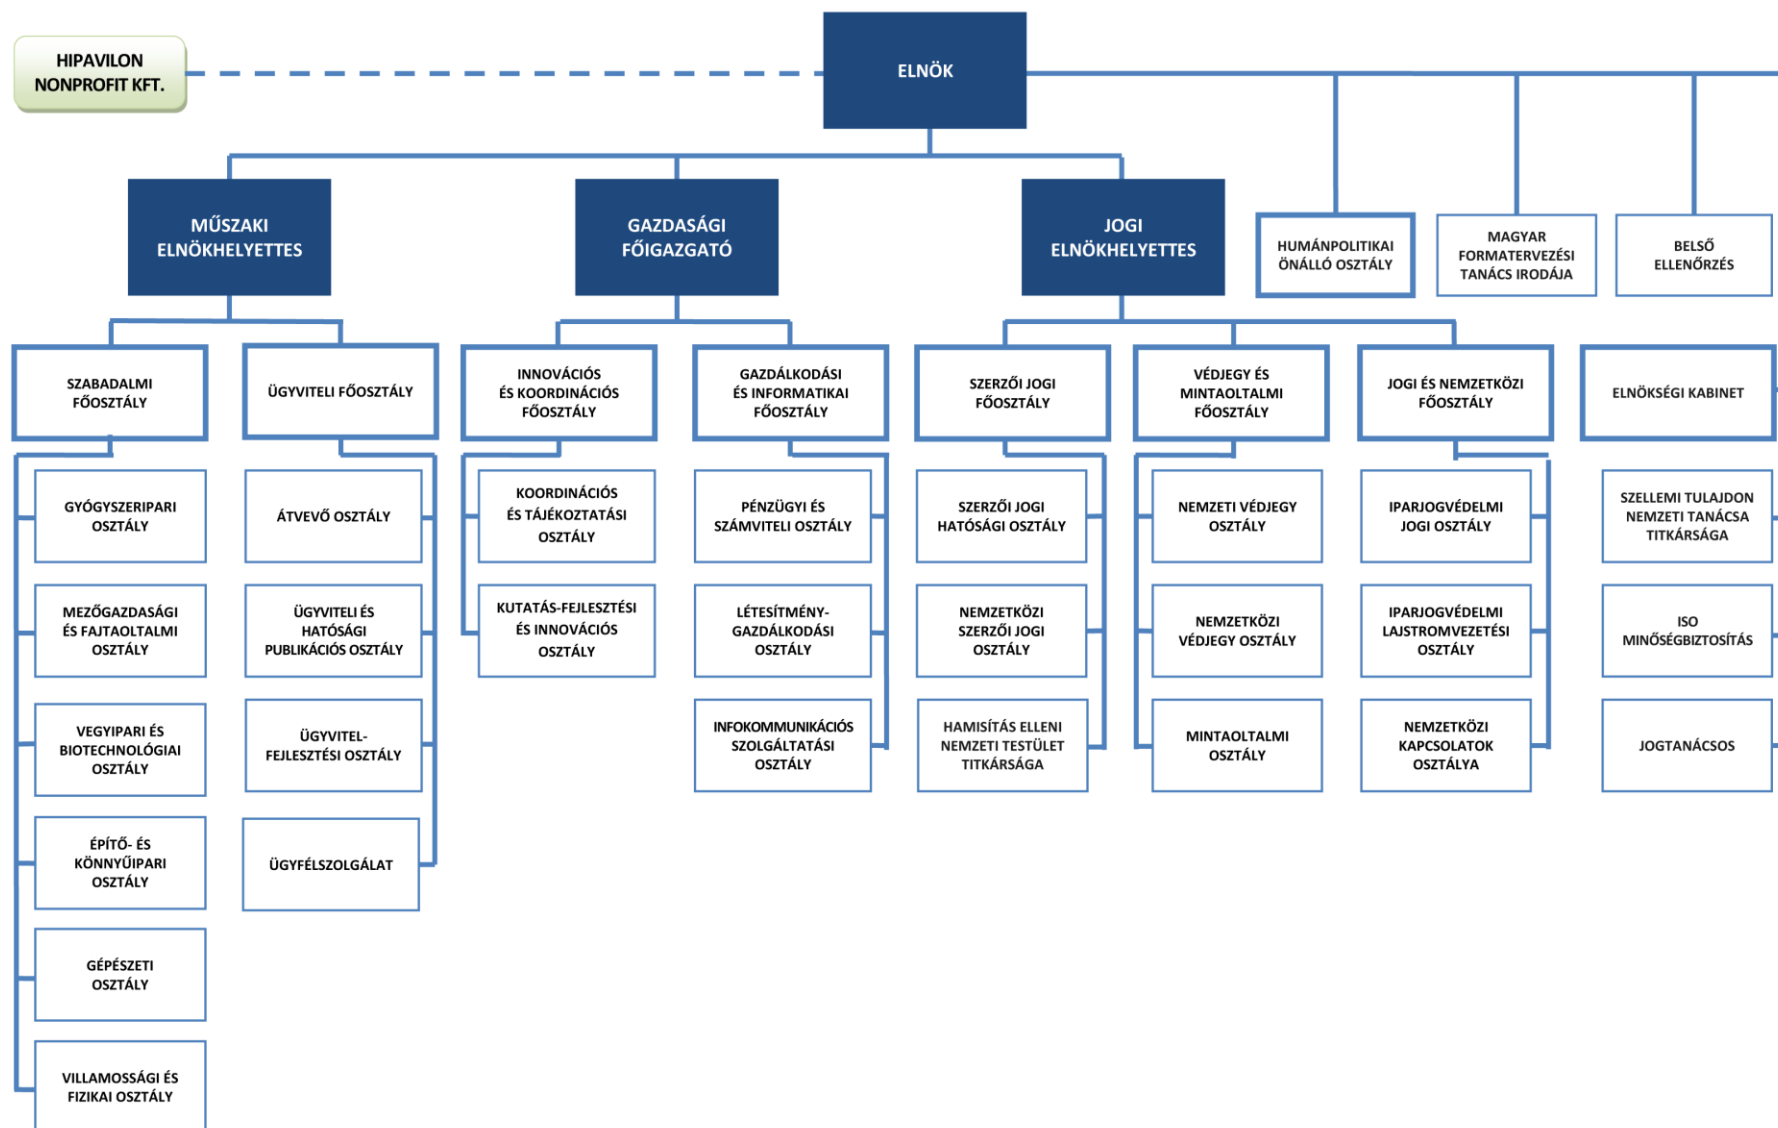 HIPAVILON
NONPROFIT KFT.
ELNÖK
MŰSZAKI
ELNÖKHELYETTES
GAZDASÁGI
FŐIGAZGATÓ
JOGI
ELNÖKHELYETTES
HUMÁNPOLITIKAI
ÖNÁLLÓ OSZTÁLY
MAGYAR
FORMATERVEZÉSI
TANÁCS IRODÁJA
BELSŐ
ELLENŐRZÉS
SZABADALMI
FŐOSZTÁLY
ÜGYVITELI FŐOSZTÁLY
INNOVÁCIÓS
ÉS KOORDINÁCIÓS
FŐOSZTÁLY
GAZDÁLKODÁSI
ÉS INFORMATIKAI
FŐOSZTÁLY
SZERZŐI JOGI
FŐOSZTÁLY
VÉDJEGY ÉS
MINTAOLTALMI
FŐOSZTÁLY
JOGI ÉS NEMZETKÖZI
FŐOSZTÁLY
ELNÖKSÉGI KABINET
GYÓGYSZERIPARI
OSZTÁLY
ÁTVEVŐ OSZTÁLY
KOORDINÁCIÓS
ÉS TÁJÉKOZTATÁSI
OSZTÁLY
PÉNZÜGYI ÉS
SZÁMVITELI OSZTÁLY
SZERZŐI JOGI
HATÓSÁGI OSZTÁLY
NEMZETI VÉDJEGY
OSZTÁLY
IPARJOGVÉDELMI
JOGI OSZTÁLY
SZELLEMI TULAJDON
NEMZETI TANÁCSA
TITKÁRSÁGA
MEZŐGAZDASÁGI
ÉS FAJTAOLTALMI
OSZTÁLY
ÜGYVITELI ÉS
HATÓSÁGI
PUBLIKÁCIÓS OSZTÁLY
KUTATÁS-FEJLESZTÉSI
ÉS INNOVÁCIÓS
OSZTÁLY
LÉTESÍTMÉNY-
GAZDÁLKODÁSI
OSZTÁLY
NEMZETKÖZI
SZERZŐI JOGI
OSZTÁLY
NEMZETKÖZI
VÉDJEGY OSZTÁLY
IPARJOGVÉDELMI
LAJSTROMVEZETÉSI
OSZTÁLY
ISO
MINŐSÉGBIZTOSÍTÁS
VEGYIPARI ÉS
BIOTECHNOLÓGIAI
OSZTÁLY
ÜGYVITEL-
FEJLESZTÉSI OSZTÁLY
INFOKOMMUNIKÁCIÓS
SZOLGÁLTATÁSI
OSZTÁLY
HAMISÍTÁS ELLENI
NEMZETI TESTÜLET
TITKÁRSÁGA
MINTAOLTALMI
OSZTÁLY
NEMZETKÖZI
KAPCSOLATOK
OSZTÁLYA
JOGTANÁCSOS
ÉPÍTŐ- ÉS
KÖNNYŰIPARI
OSZTÁLY
ÜGYFÉLSZOLGÁLAT
GÉPÉSZETI
OSZTÁLY
VILLAMOSSÁGI ÉS
FIZIKAI OSZTÁLY